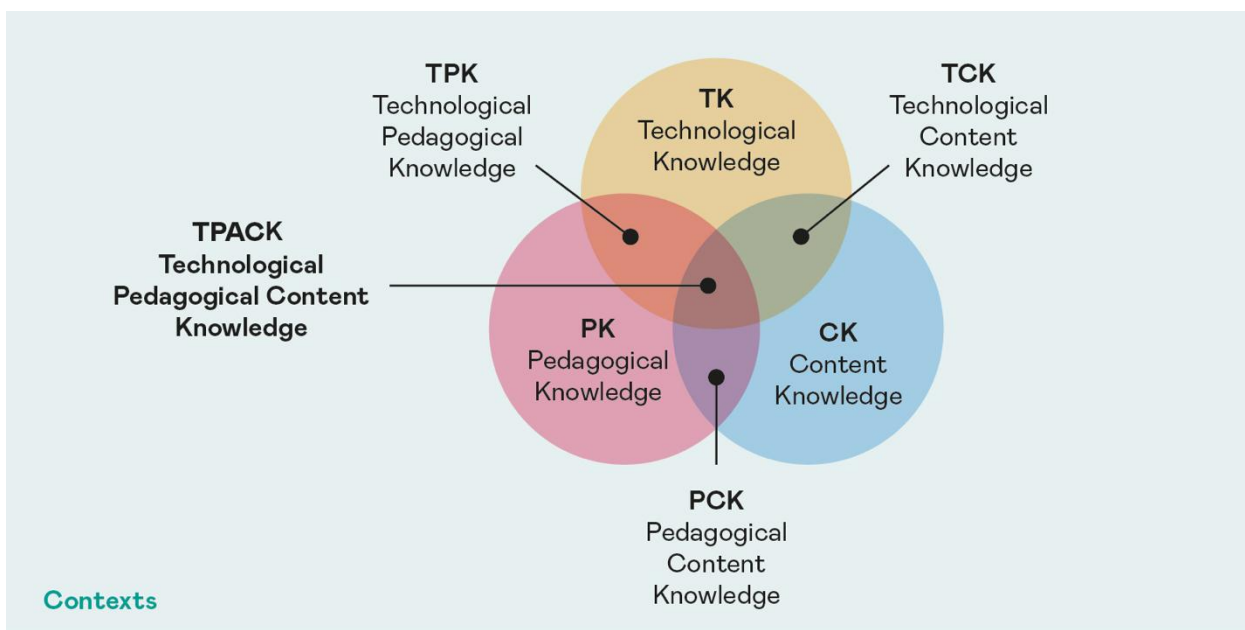 TPK
Technological
Pedagogical
Knowledge
TK
Technological
Knowledge
TCK
Technological
Content
Knowledge
TPACK
Technological
Pedagogical Content
Knowledge
PK
Pedagogical
Knowledge
CK
Content
Knowledge
PCK
Pedagogical
Content
Knowledge
Contexts